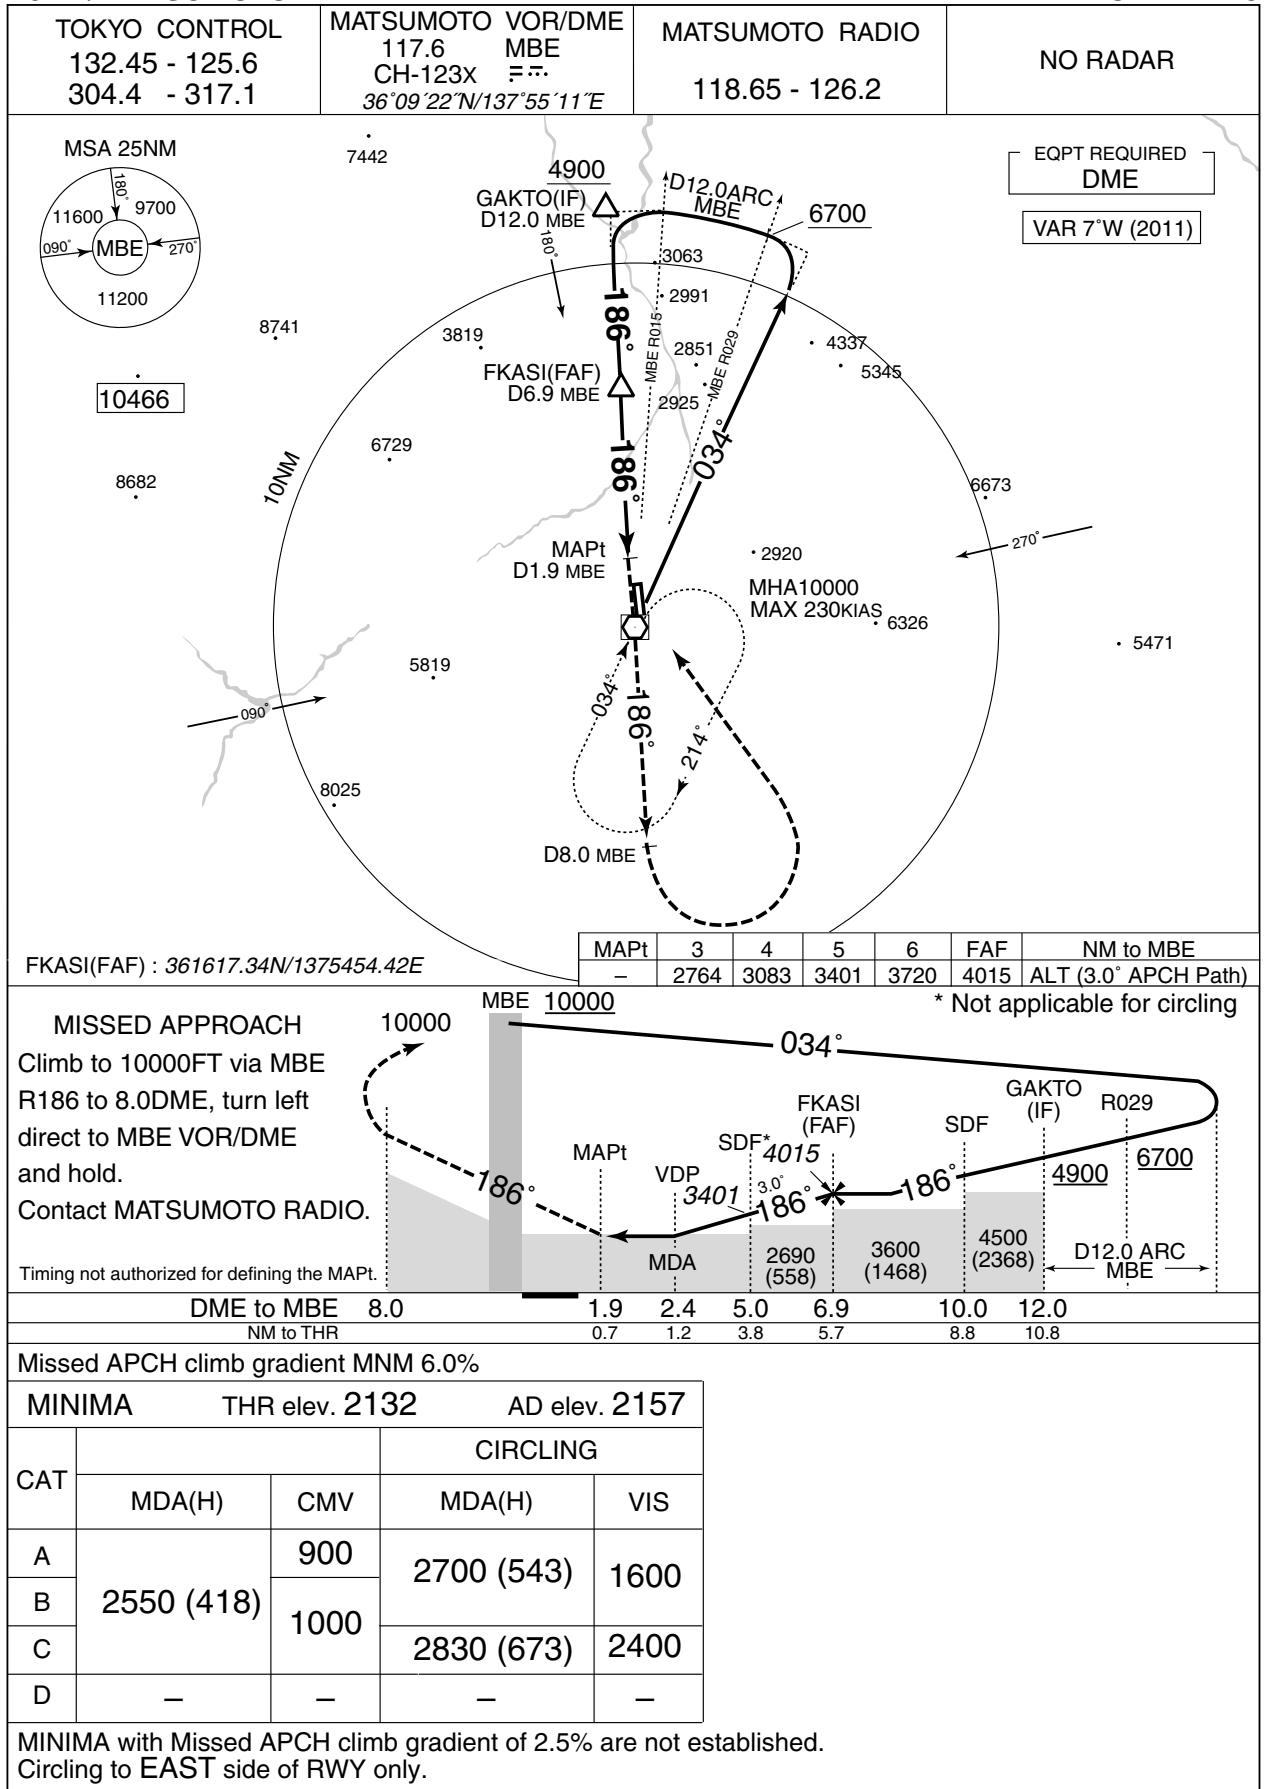 TOKYO CONTROL
132.45 - 125.6
304.4 - 317.1
MATSUMOTO VOR/DME
117.6 MBE
CH-123X
36°09´22˝N/137°55´11˝E
MATSUMOTO RADIO
118.65 - 126.2
NO RADAR
MSA 25NM
180°
11600
9700
090°
MBE
270°
11200
7442
EQPT REQUIRED
DME
VAR 7°W (2011)
4900
GAKTO(IF)
D12.0 MBE
D12.0ARC
MBE
6700
180°
3063
2991
186°
MBE R015
MBE R029
8741
3819
2851
4337
5345
FKASI(FAF)
D6.9 MBE
2925
10466
034°
6729
186°
10NM
8682
6673
270°
MAPt
D1.9 MBE
2920
MHA10000
MAX 230KIAS
6326
5471
5819
034°
186°
214°
090°
8025
D8.0 MBE
FKASI(FAF) : 361617.34N/1375454.42E
MAPt 3 4 5 6 FAF NM to MBE
– 2764 3083 3401 3720 4015 ALT (3.0° APCH Path)
* Not applicable for circling
MISSED APPROACH
Climb to 10000FT via MBE
R186 to 8.0DME, turn left
direct to MBE VOR/DME
and hold.
Contact MATSUMOTO RADIO.
Timing not authorized for defining the MAPt.
10000
MBE 10000
034°
GAKTO
(IF)
R029
FKASI
(FAF)
SDF
SDF*
4015
MAPt
VDP
6700
4900
186°
3401
3.0°
186°
186°
MDA
2690
(558)
3600
(1468)
4500
(2368)
D12.0 ARC
MBE
DME to MBE 8.0 1.9 2.4 5.0 6.9 10.0 12.0
NM to THR 0.7 1.2 3.8 5.7 8.8 10.8
Missed APCH climb gradient MNM 6.0%
MINIMA THR elev. 2132 AD elev. 2157
CAT
CIRCLING
MDA(H) CMV MDA(H) VIS
A 900
2700 (543) 1600
B 2550 (418)
1000
C 2830 (673) 2400
D – – – –
MINIMA with Missed APCH climb gradient of 2.5% are not established.
Circling to EAST side of RWY only.